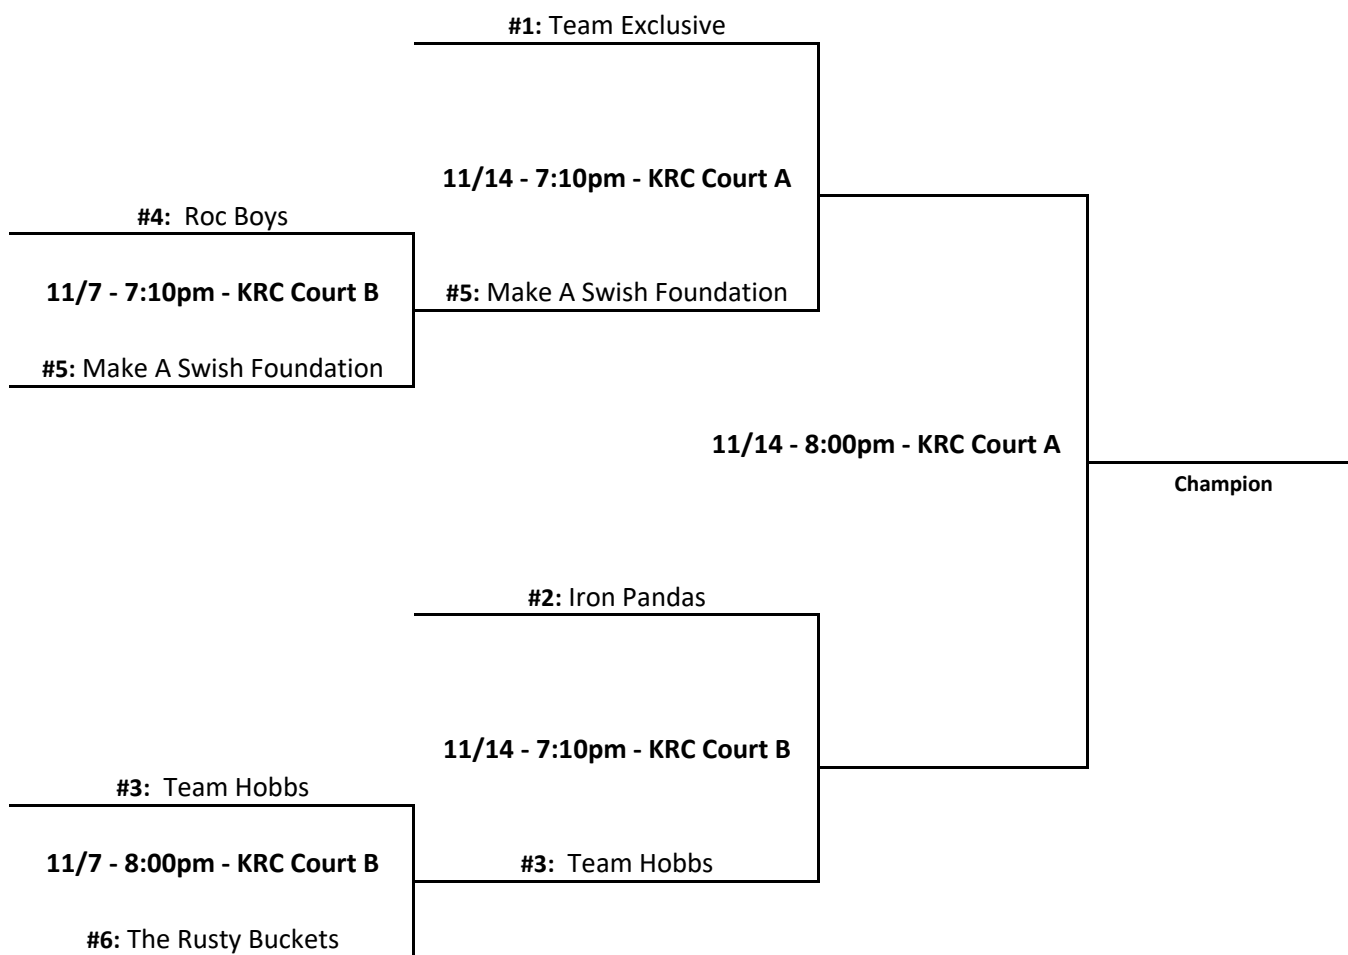 #1: Team Exclusive
11/14 - 7:10pm - KRC Court A
#4: Roc Boys
11/7 - 7:10pm - KRC Court B
#5: Make A Swish Foundation
#5: Make A Swish Foundation
11/14 - 8:00pm - KRC Court A
Champion
#2: Iron Pandas
11/14 - 7:10pm - KRC Court B
#3: Team Hobbs
11/7 - 8:00pm - KRC Court B
#3: Team Hobbs
#6: The Rusty Buckets